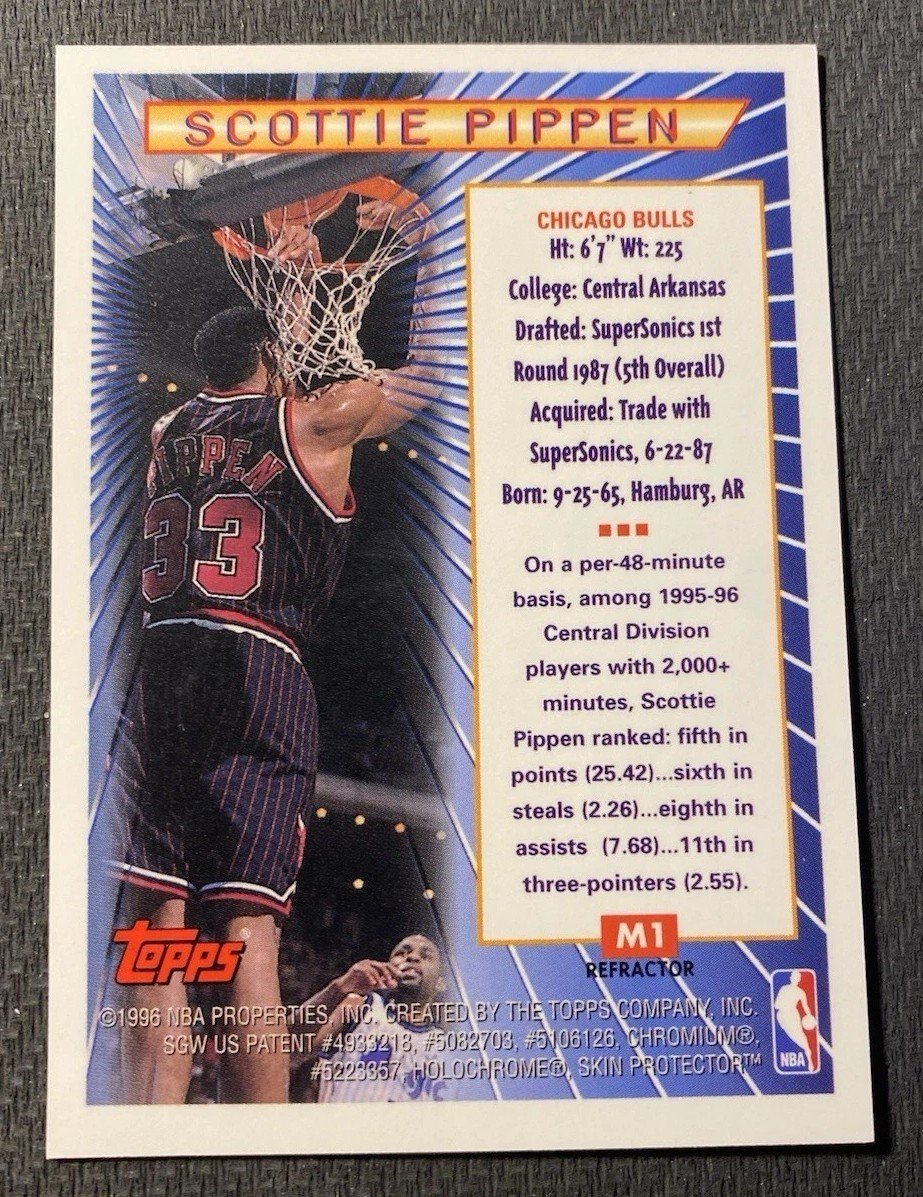 SCOTTIE PIPPEN
CHICAGO BULLS
Ht: 6'7" Wt: 225
College: Central Arkansas
Drafted: SuperSonics 1st
Round 1987 (5th Overall)
Acquired: Trade with
SuperSonics, 6-22-87
Born: 9-25-65, Hamburg, AR
On a per-48-minute
basis, among 1995-96
Central Division
players with 2,000+
minutes, Scottie
Pippen ranked: fifth in
points (25.42)...sixth in
steals (2.26)...eighth in
assists (7.68)...11th in
three-pointers (2.55).
M1
REFRACTOR
PIPPEN
33
TOPPS®
©1996 NBA PROPERTIES, INC. CREATED BY THE TOPPS COMPANY, INC.
SGW US PATENT #4933218, #5082703, #5106126, CHROMIUM®,
#5223357, HOLOCHROME®, SKIN PROTECTOR™
NBA